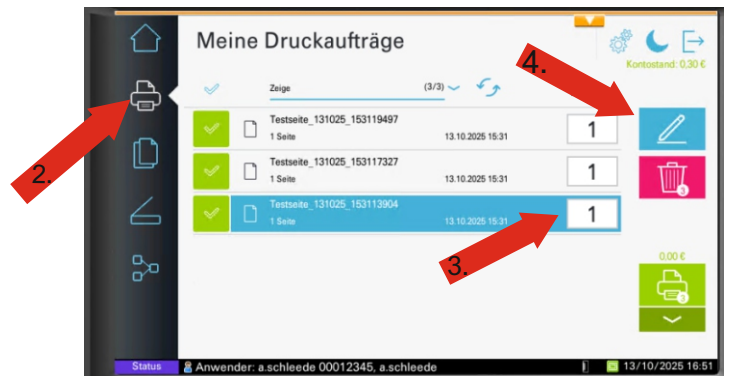 Meine Druckaufträge
4.
Kontostand: 0,30 €
Zeige (3/3)
2.
Testseite_131025_153119497
1 Seite 13.10.2025 15:31 1
Testseite_131025_153117327
1 Seite 13.10.2025 15:31 1
3
Testseite_131025_153113904
1 Seite 13.10.2025 15:31 1
3.
0,00 €
3
Status Anwender: a.schleede 00012345, a.schleede 13/10/2025 16:51